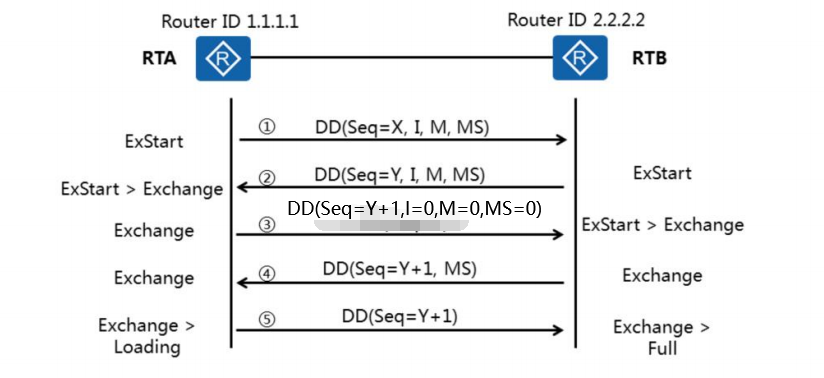 Router ID 1.1.1.1
Router ID 2.2.2.2
RTA
R
R
RTB
① DD(Seq=X, I, M, MS)
ExStart
② DD(Seq=Y, I, M, MS)
ExStart
ExStart > Exchange
DD(Seq=Y+1,I=0,M=0,MS=0)
③
Exchange
ExStart > Exchange
④ DD(Seq=Y+1, MS)
Exchange
Exchange
⑤ DD(Seq=Y+1)
Exchange >
Loading
Exchange >
Full